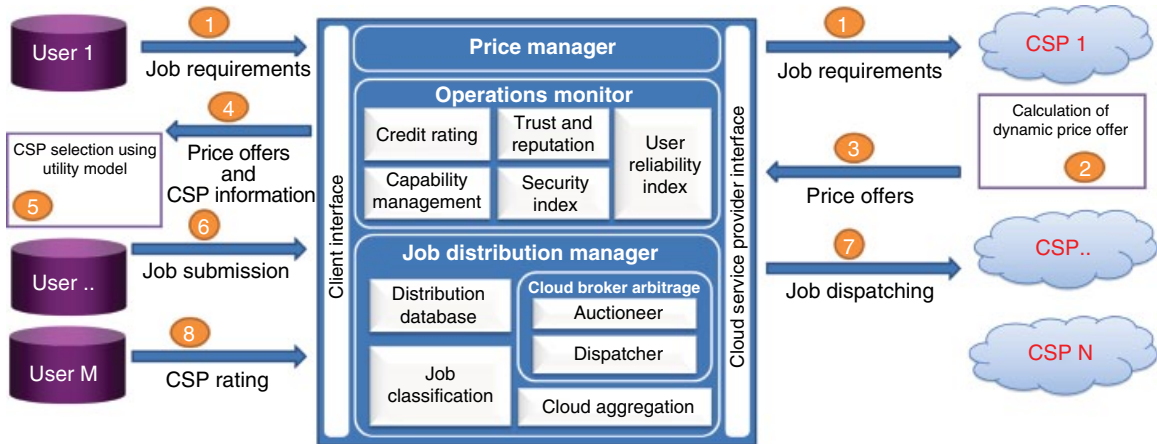 User 1
1
Job requirements
4
Price offers
and
CSP information
CSP selection using
utility model
5
6
User ..
Job submission
8
User M
CSP rating
Client interface
Price manager
Operations monitor
Credit rating
Trust and
reputation
User
reliability
index
Capability
management
Security
index
Job distribution manager
Distribution
database
Cloud broker arbitrage
Auctioneer
Dispatcher
Job
classification
Cloud aggregation
Cloud service provider interface
1
Job requirements
CSP 1
Calculation of
dynamic price offer
2
3
Price offers
7
Job dispatching
CSP..
CSP N